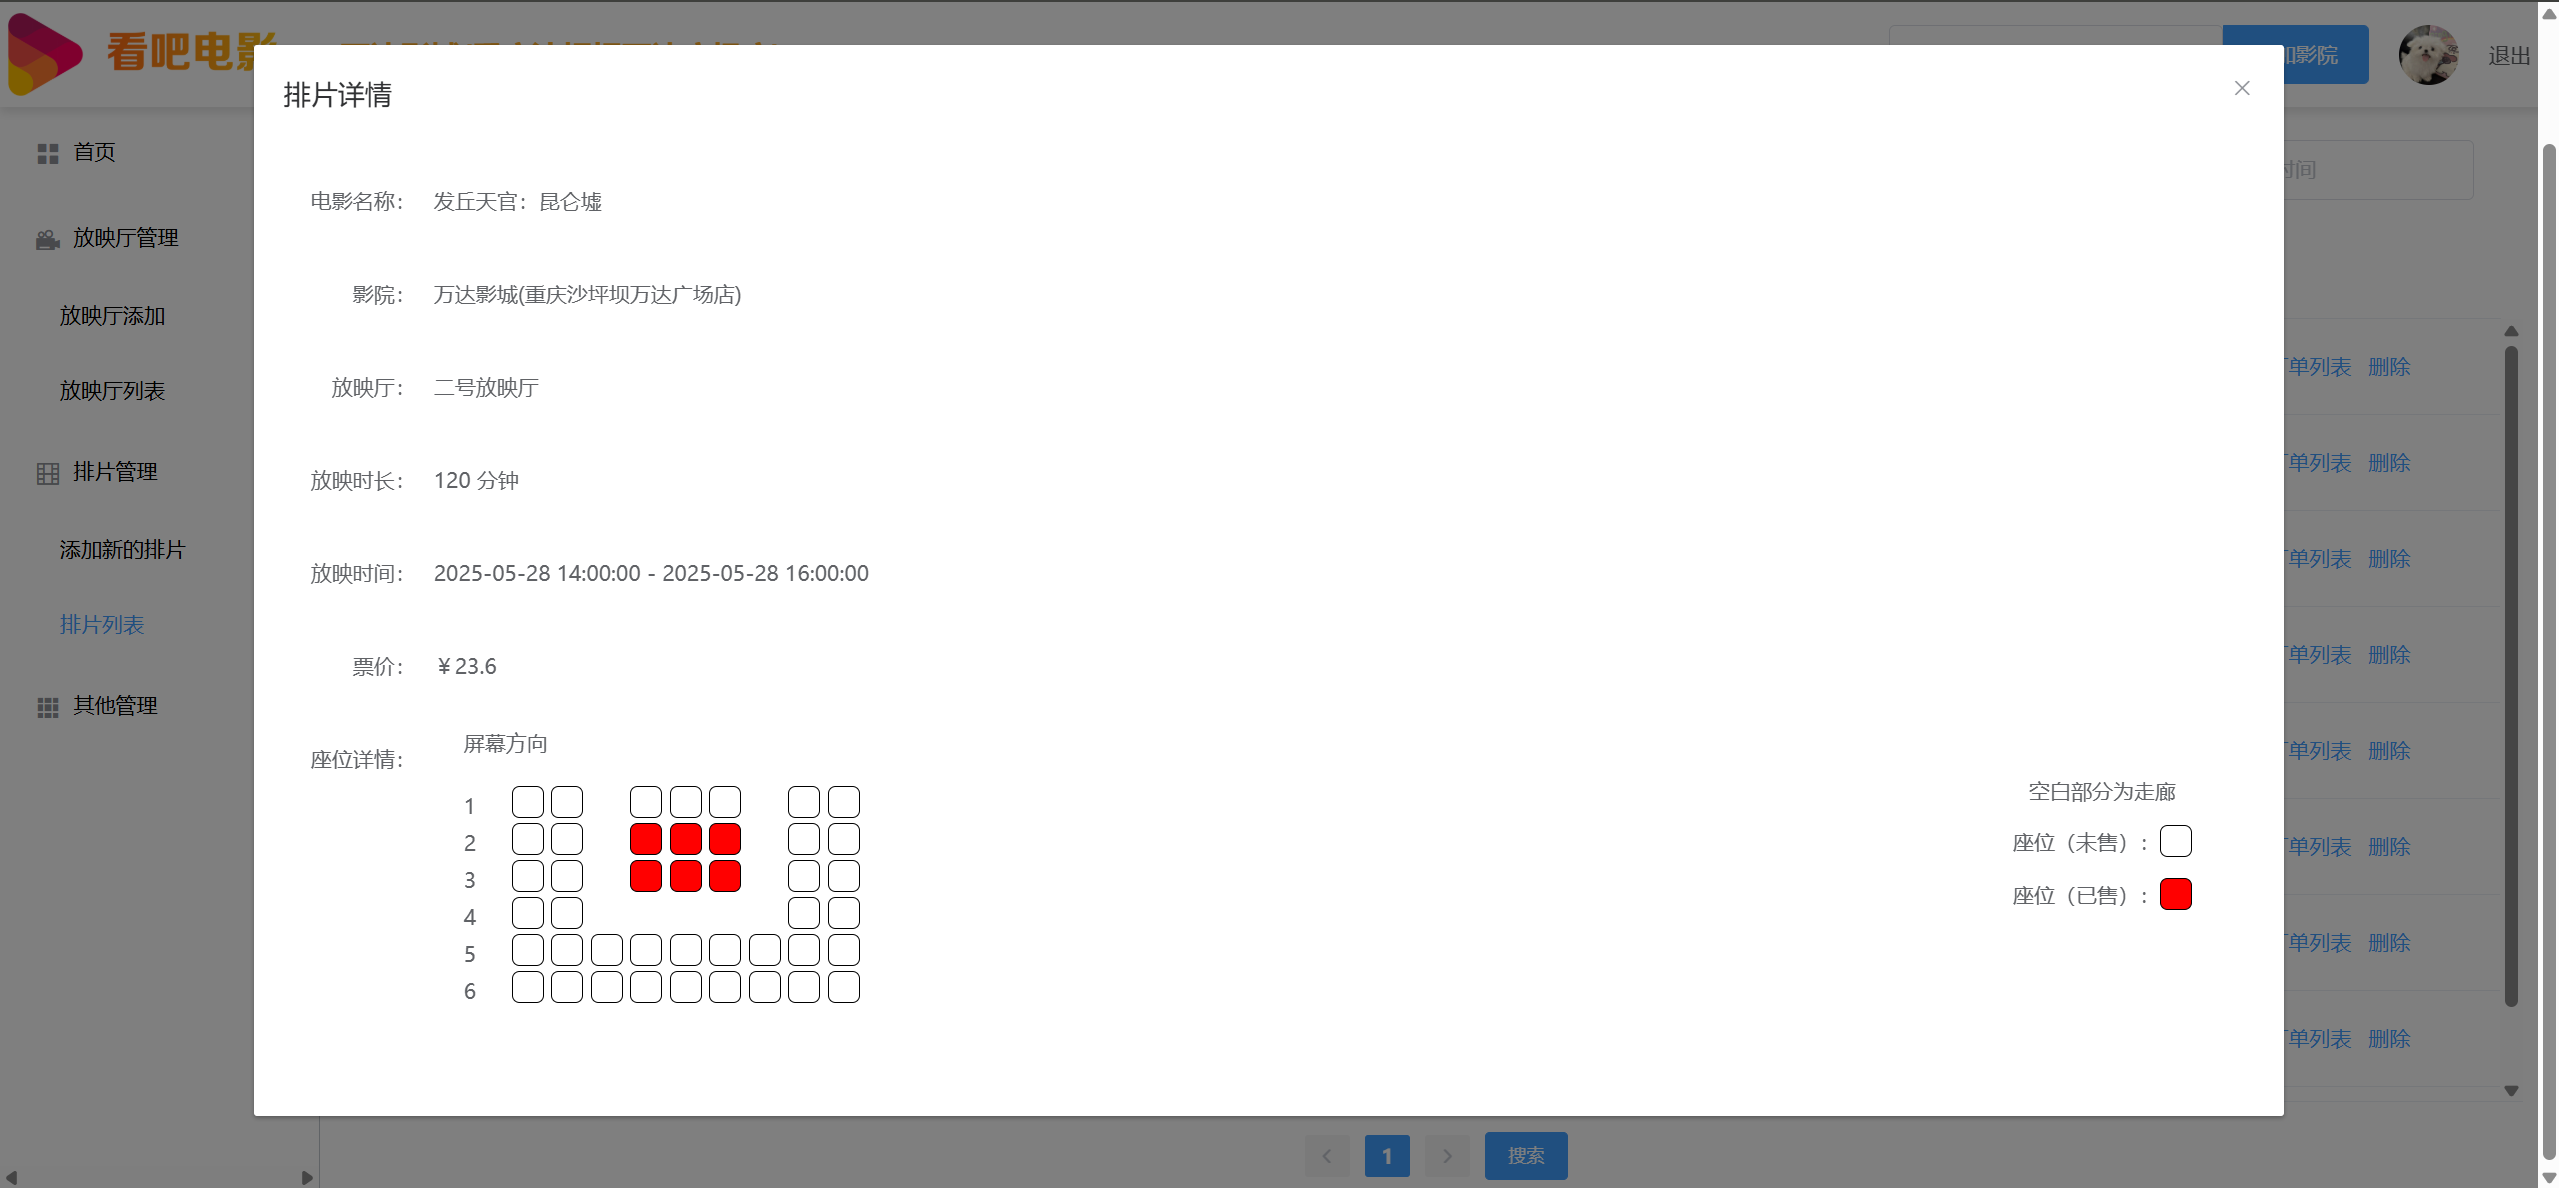 看吧电影
退出
排片详情
首页
放映厅管理
放映厅添加
放映厅列表
排片管理
添加新的排片
排片列表
其他管理
电影名称： 发丘天官：昆仑墟
影院： 万达影城(重庆沙坪坝万达广场店)
放映厅： 二号放映厅
放映时长： 120 分钟
放映时间： 2025-05-28 14:00:00 - 2025-05-28 16:00:00
票价： ￥23.6
座位详情： 屏幕方向
1
2
3
4
5
6
空白部分为走廊
座位（未售）：
座位（已售）：
影院
时间
单列表 删除
单列表 删除
单列表 删除
单列表 删除
单列表 删除
单列表 删除
单列表 删除
单列表 删除
1
搜索